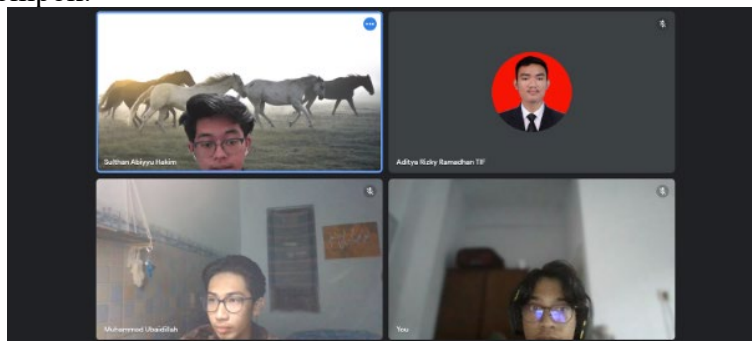 Sulthan Abiyyu Hakim
Aditya Rizky Ramadhan TIF
Muhammad Ubaidillah
You